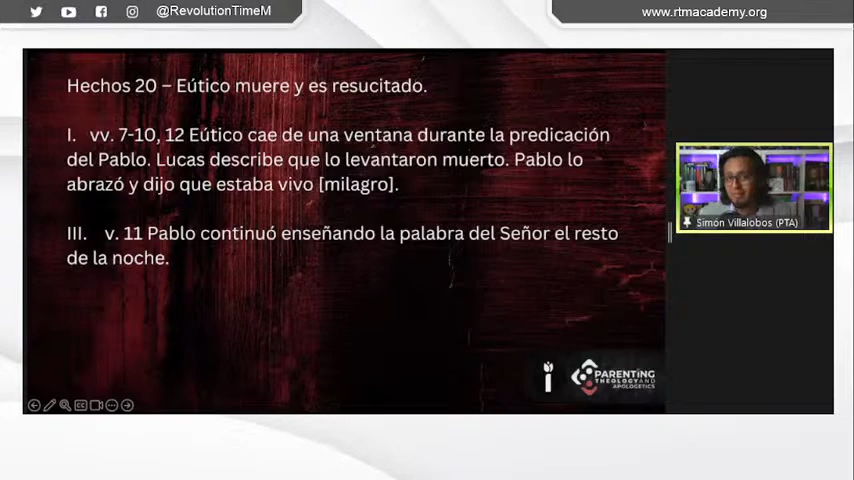 @RevolutionTimeM
www.rtmacademy.org
Hechos 20 – Eútico muere y es resucitado.
I. vv. 7-10, 12 Eútico cae de una ventana durante la predicación
del Pablo. Lucas describe que lo levantaron muerto. Pablo lo
abrazó y dijo que estaba vivo [milagro].
III. v. 11 Pablo continuó enseñando la palabra del Señor el resto
de la noche.
Simón Villalobos (PTA)
PARENTING
THEOLOGY AND
APOLOGETICS